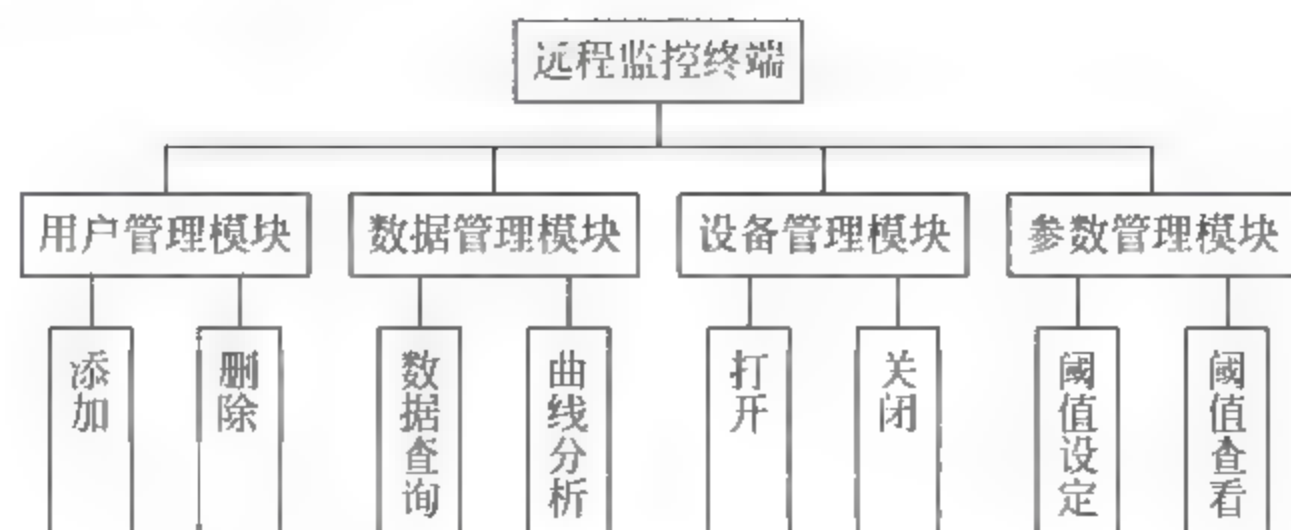 远程监控终端
用户管理模块
数据管理模块
设备管理模块
参数管理模块
添加
删除
数据查询
曲线分析
打开
关闭
阈值设定
阈值查看